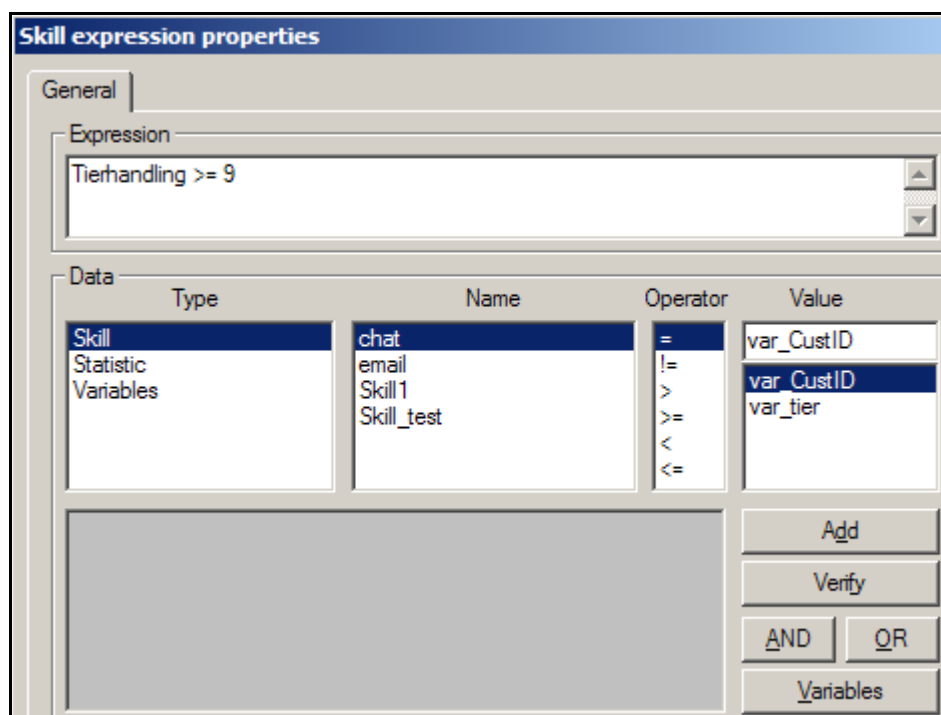 Skill expression properties
General
Expression
Tierhandling >= 9
Data
Type Name Operator Value
Skill
Statistic
Variables
chat
email
Skill1
Skill_test
=
!=
>
>=
<
<=
var_CustID
var_CustID
var_tier
Add
Verify
AND OR
Variables